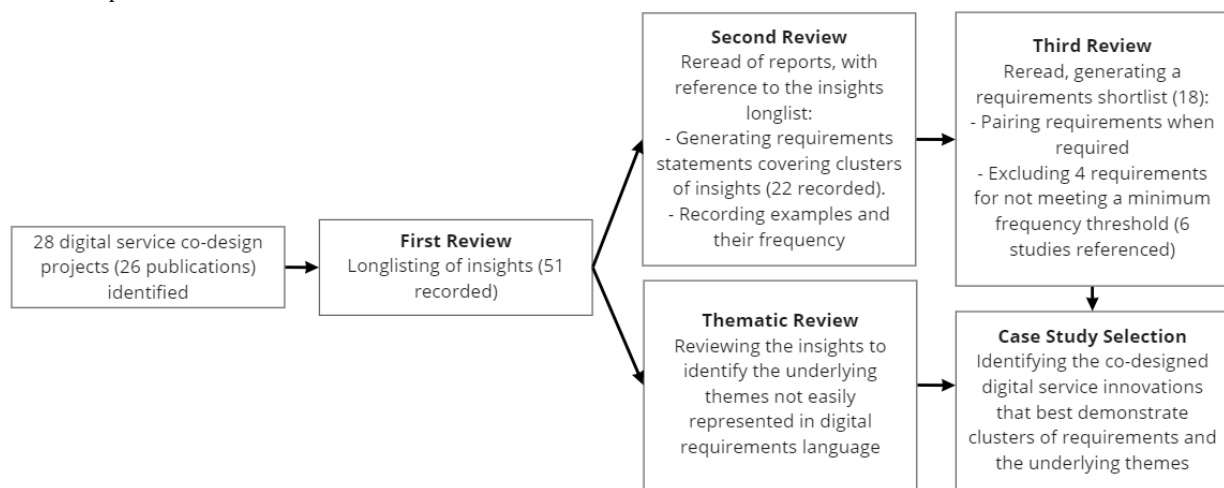 28 digital service co-design
projects (26 publications)
identified
First Review
Longlisting of insights (51
recorded)
Second Review
Reread of reports, with
reference to the insights
longlist:
- Generating requirements
statements covering clusters
of insights (22 recorded).
- Recording examples and
their frequency
Third Review
Reread, generating a
requirements shortlist (18):
- Pairing requirements when
required
- Excluding 4 requirements
for not meeting a minimum
frequency threshold (6
studies referenced)
Thematic Review
Reviewing the insights to
identify the underlying
themes not easily
represented in digital
requirements language
Case Study Selection
Identifying the co-designed
digital service innovations
that best demonstrate
clusters of requirements and
the underlying themes